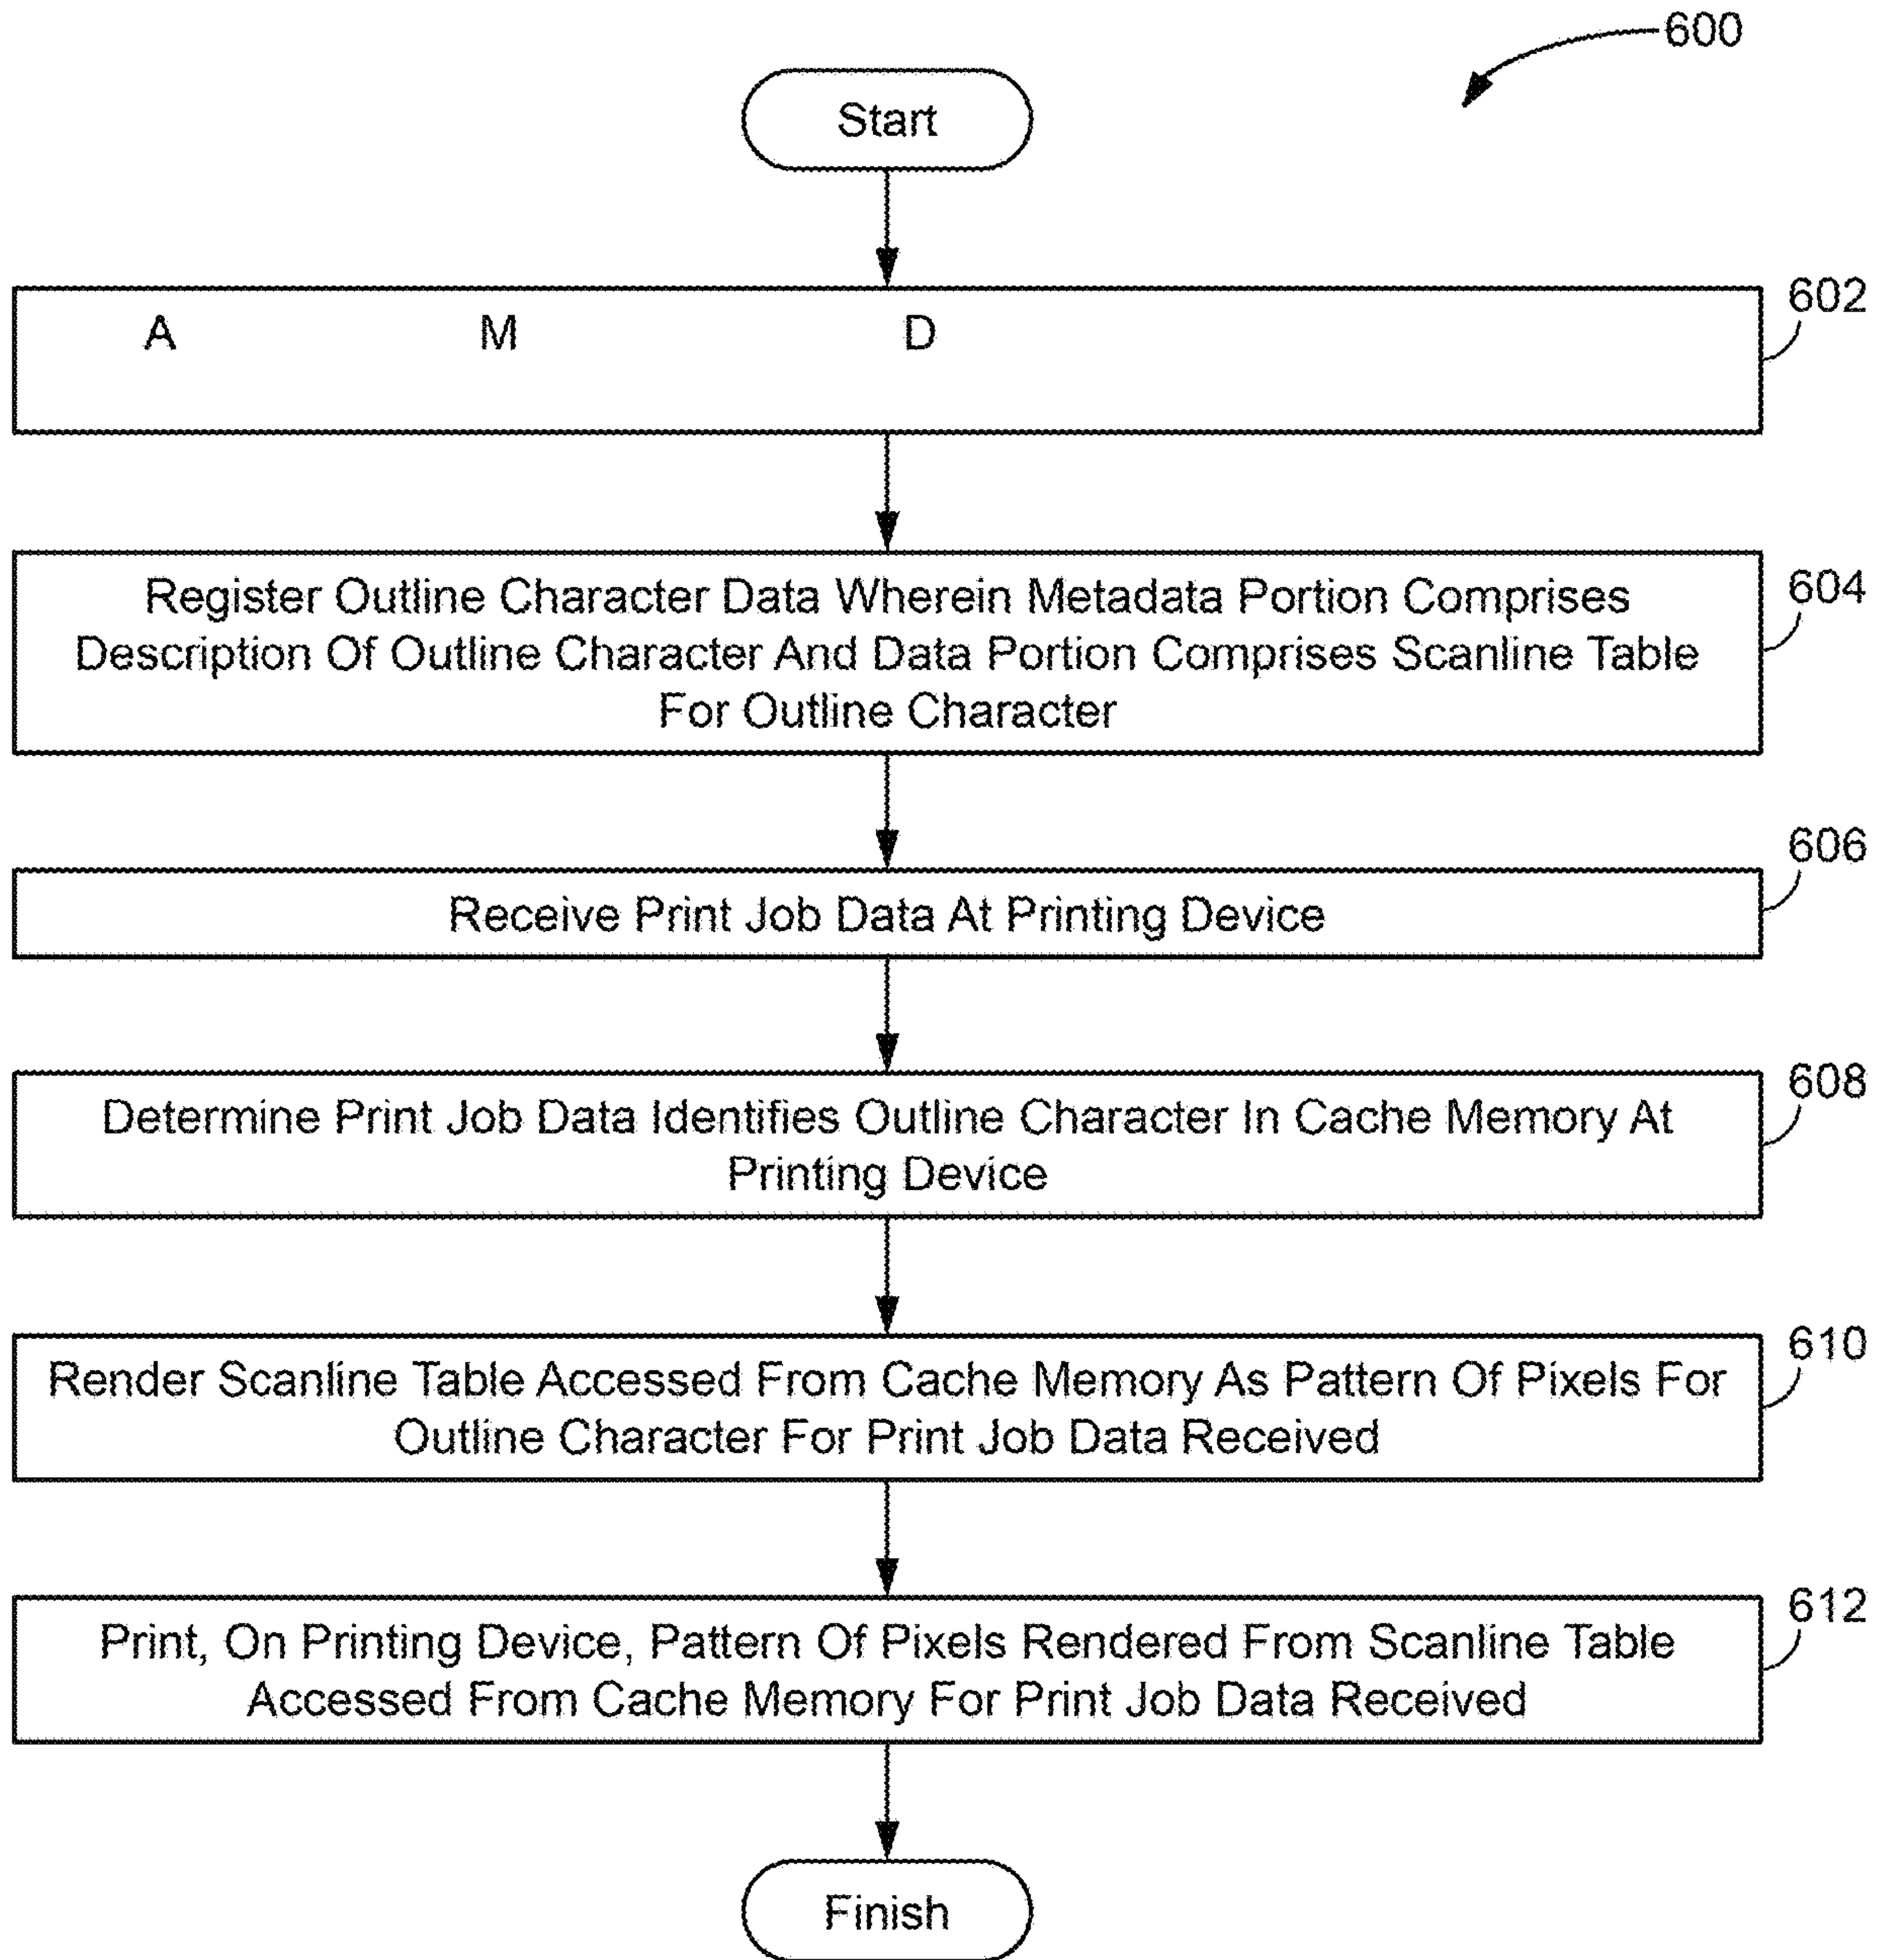 600
Start
602
A M D
604
Register Outline Character Data Wherein Metadata Portion Comprises
Description Of Outline Character And Data Portion Comprises Scanline Table
For Outline Character
606
Receive Print Job Data At Printing Device
608
Determine Print Job Data Identifies Outline Character In Cache Memory At
Printing Device
610
Render Scanline Table Accessed From Cache Memory As Pattern Of Pixels For
Outline Character For Print Job Data Received
612
Print, On Printing Device, Pattern Of Pixels Rendered From Scanline Table
Accessed From Cache Memory For Print Job Data Received
Finish